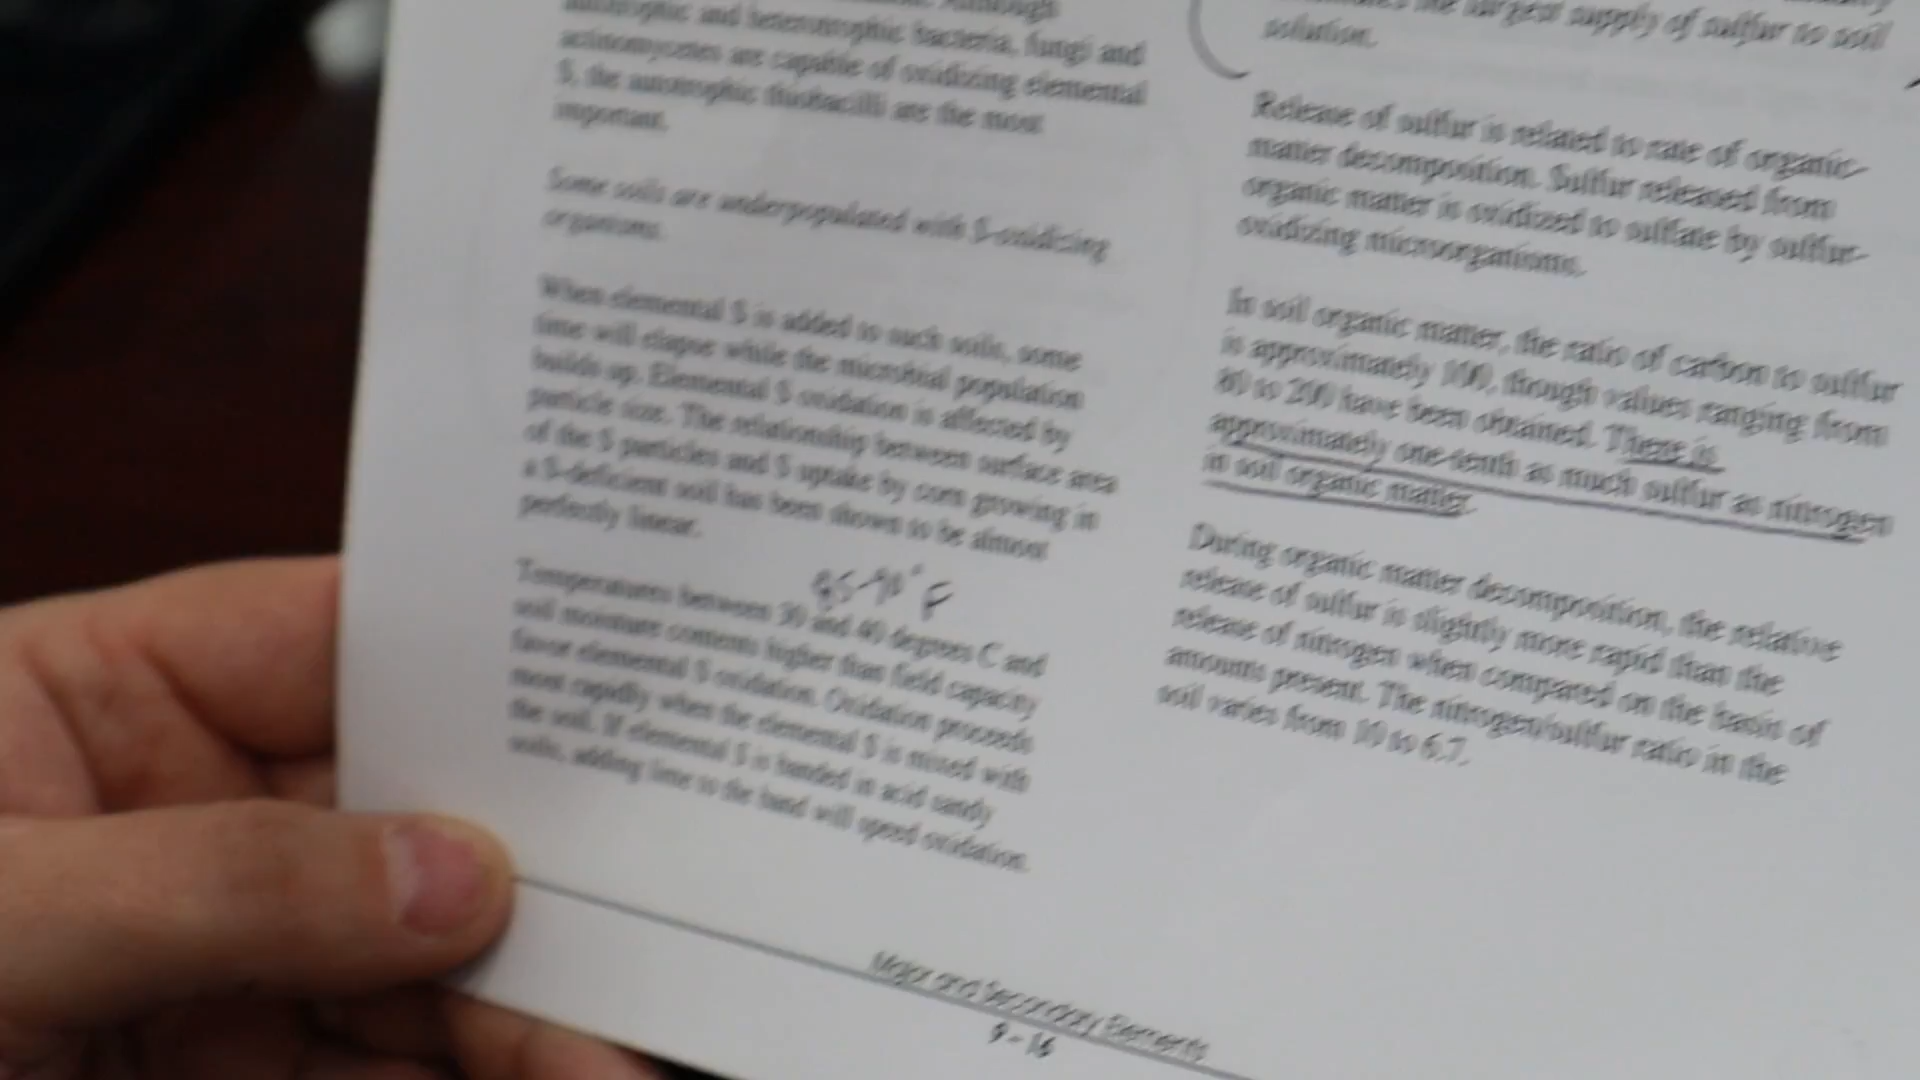 autotrophic and heterotrophic bacteria, fungi and
actinomycetes are capable of oxidizing elemental
S, the autotrophic thiobacilli are the most
important.
Some soils are underpopulated with S-oxidizing
organisms.
When elemental S is added to such soils, some
time will elapse while the microbial population
builds up. Elemental S oxidation is affected by
particle size. The relationship between surface area
of the S particles and S uptake by corn growing in
a S-deficient soil has been shown to be almost
perfectly linear.
85-90° F
Temperatures between 30 and 40 degrees C and
soil moisture contents higher than field capacity
favor elemental S oxidation. Oxidation proceeds
most rapidly when the elemental S is mixed with
the soil. If elemental S is banded in acid sandy
soils, adding lime to the band will speed oxidation.
the largest supply of sulfur to soil
solution.
Release of sulfur is related to rate of organic-
matter decomposition. Sulfur released from
organic matter is oxidized to sulfate by sulfur-
oxidizing microorganisms.
In soil organic matter, the ratio of carbon to sulfur
is approximately 100, though values ranging from
80 to 200 have been obtained. There is
approximately one-tenth as much sulfur as nitrogen
in soil organic matter.
During organic matter decomposition, the relative
release of sulfur is slightly more rapid than the
release of nitrogen when compared on the basis of
amounts present. The nitrogen/sulfur ratio in the
soil varies from 10 to 6.7.
Major and Secondary Elements
9 - 16